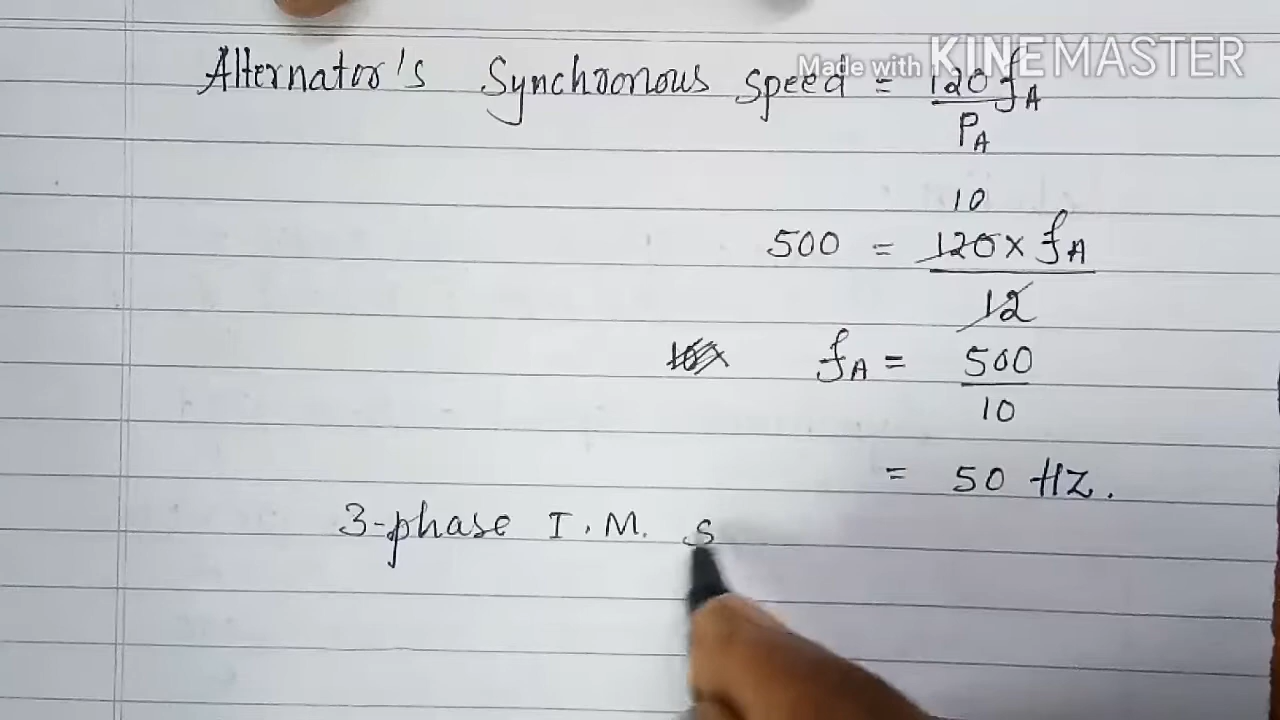 Made with KINEMASTER
Alternator's Synchronous Speed = 120 fA
PA
10
500 = 120 x fA
12
fA = 500
10
= 50 HZ.
3-phase I.M. S